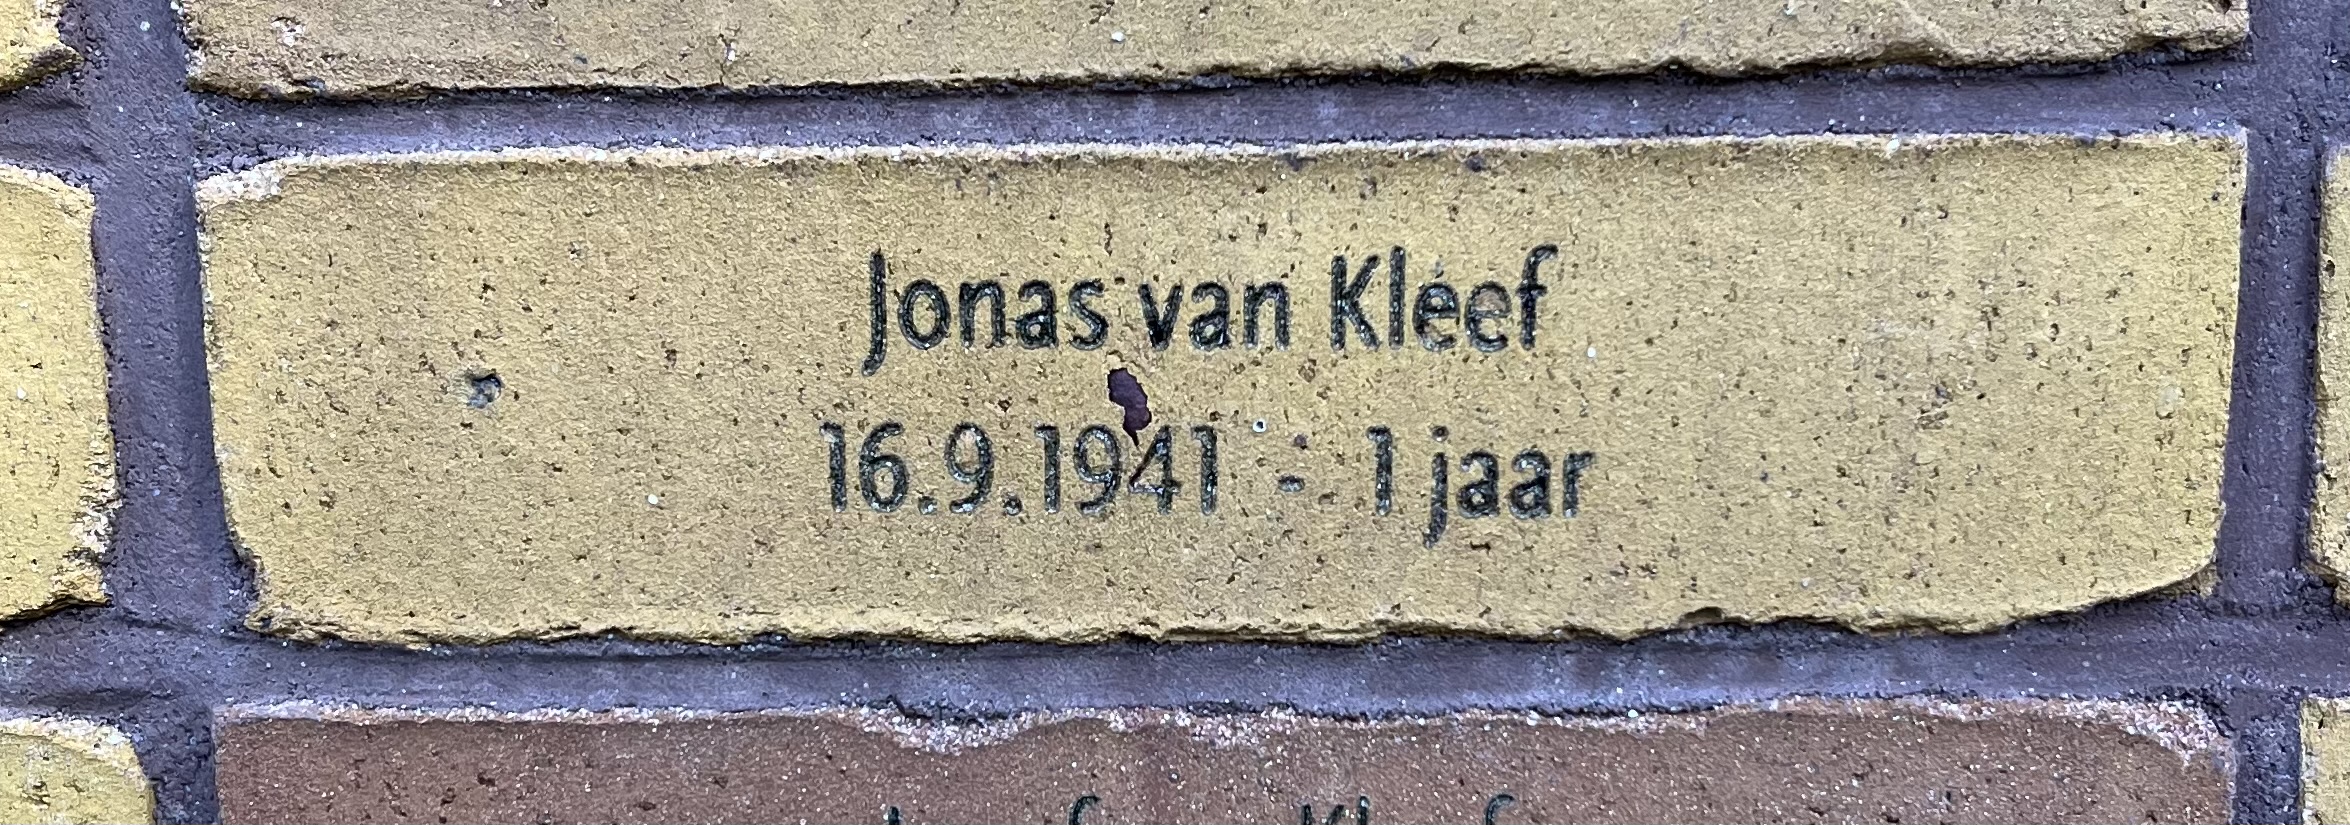 Jonas van Kleef
16.9.1941 - 1 jaar